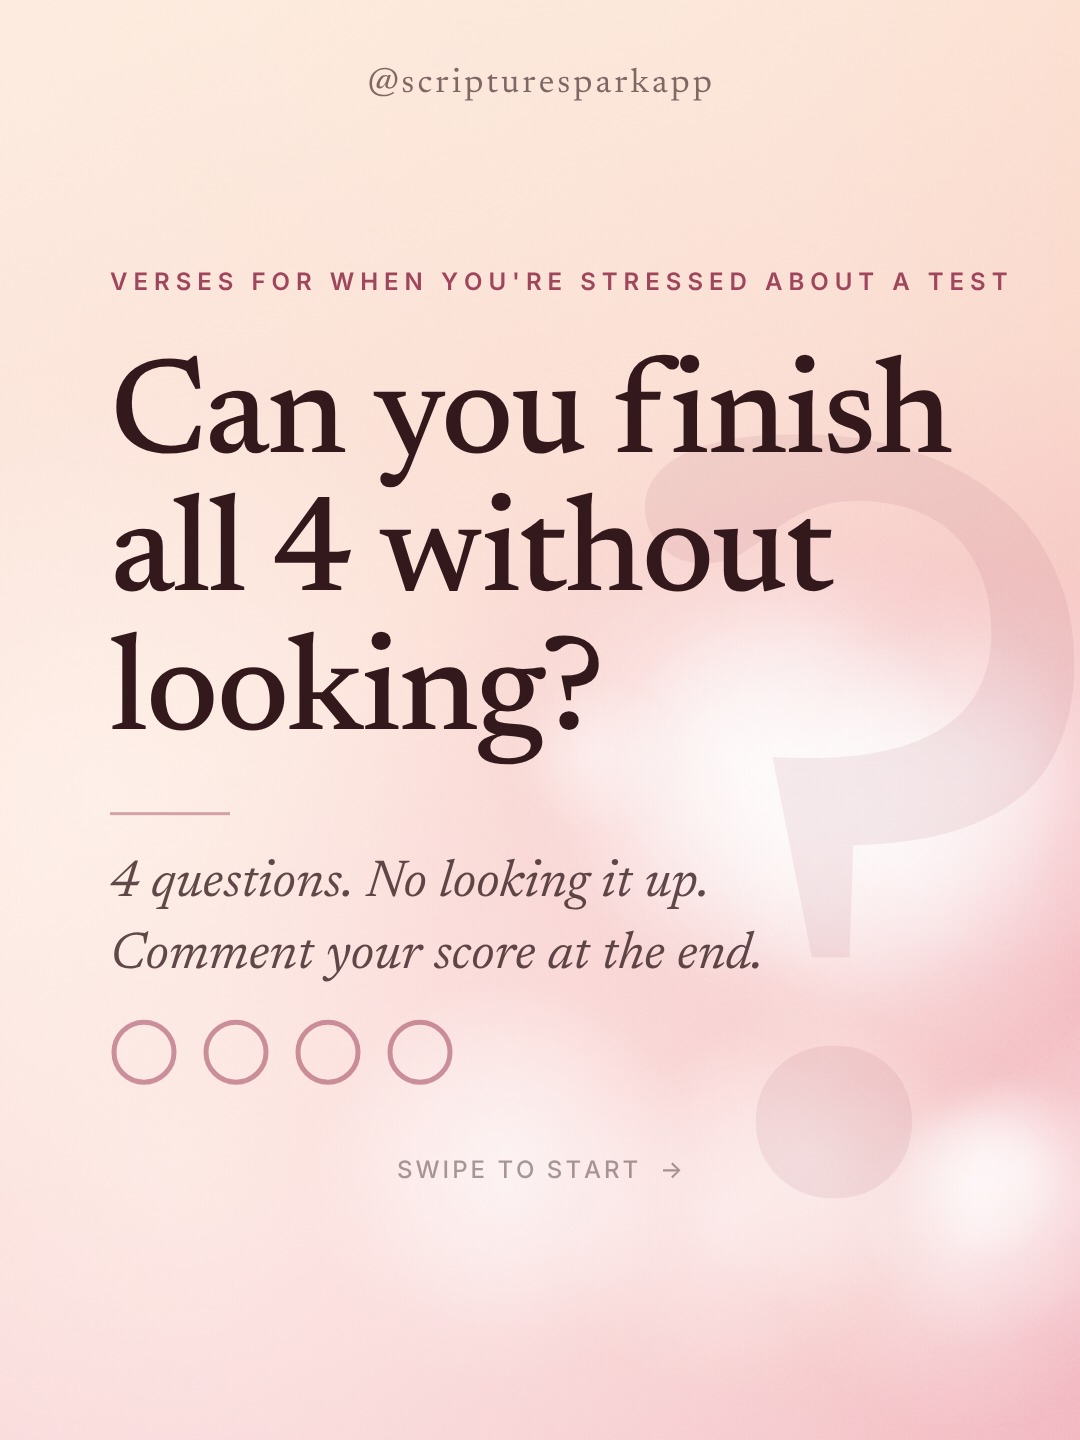 @scripturesparkapp
VERSES FOR WHEN YOU'RE STRESSED ABOUT A TEST
Can you finish
all 4 without
looking?
4 questions. No looking it up.
Comment your score at the end.
SWIPE TO START →
?